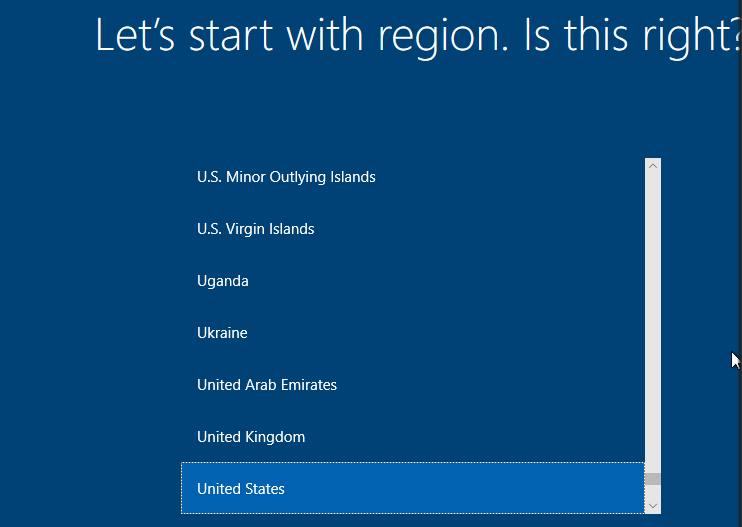 Let's start with region. Is this right?
U.S. Minor Outlying Islands
U.S. Virgin Islands
Uganda
Ukraine
United Arab Emirates
United Kingdom
United States